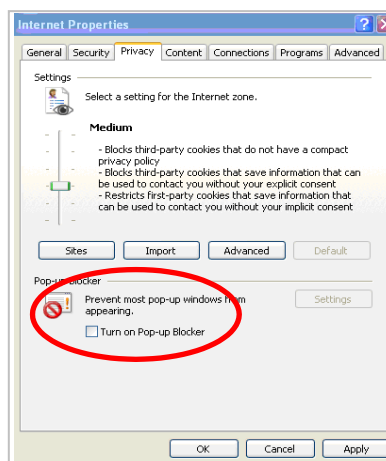 Internet Properties
General Security Privacy Content Connections Programs Advanced
Settings
Select a setting for the Internet zone.
Medium
- Blocks third-party cookies that do not have a compact
privacy policy
- Blocks third-party cookies that save information that can
be used to contact you without your explicit consent
- Restricts first-party cookies that save information that
can be used to contact you without your implicit consent
Sites Import Advanced Default
Pop-up Blocker
Prevent most pop-up windows from Settings
appearing.
Turn on Pop-up Blocker
OK Cancel Apply